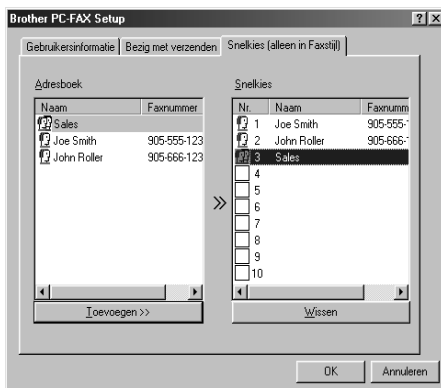 Brother PC-FAX Setup
Gebruikersinformatie Bezig met verzenden Snelkies (alleen in Faxstijl)
Adresboek
Naam Faxnummer
Sales
Joe Smith 905-555-123
John Roller 905-666-123
Toevoegen >>
>>
Snelkies
Nr. Naam Faxnumm
1 Joe Smith 905-555-
2 John Roller 905-666-
3 Sales
4
5
6
7
8
9
10
Wissen
OK Annuleren